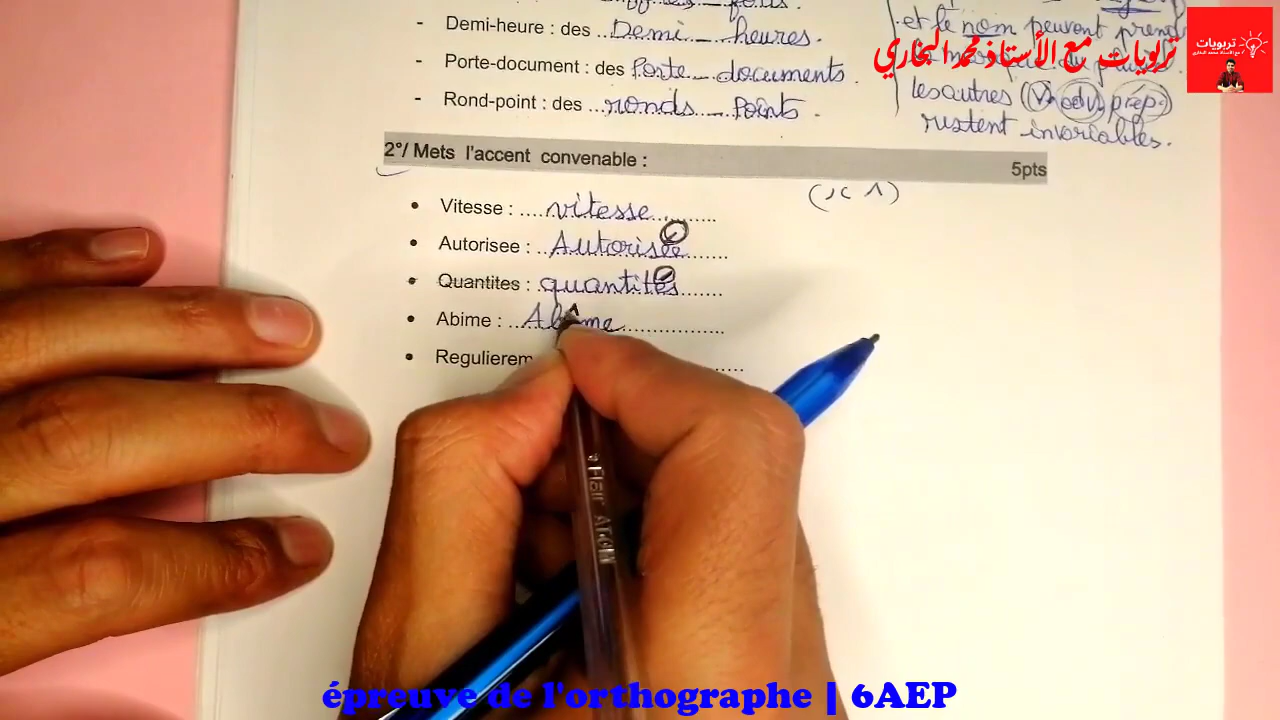 - Demi-heure : des ..Demi - heures.
- Porte-document : des Porte - documents.
- Rond-point : des ...ronds - Points.
et le nom peuvent prend
les autres (V, adv, prép.)
restent invariables.
تربويات مع الأستاذ محمد البخاري
تربويات
2°/ Mets l'accent convenable :
5pts
• Vitesse : ....vitesse..........
• Autorisee : ..Autorisée......
• Quantites : quantités.......
• Abime : ...Abîme................
• Regulierem
épreuve de l'orthographe | 6AEP